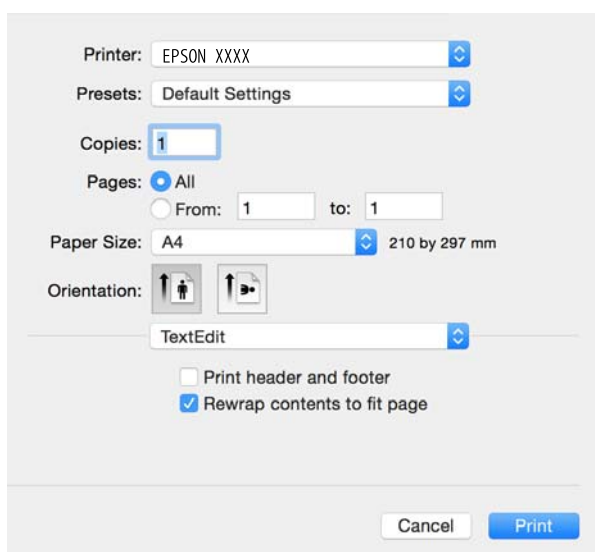 Printer: EPSON XXXX
Presets: Default Settings
Copies: 1
Pages: All
From: 1 to: 1
Paper Size: A4 210 by 297 mm
Orientation:
TextEdit
Print header and footer
Rewrap contents to fit page
Cancel Print